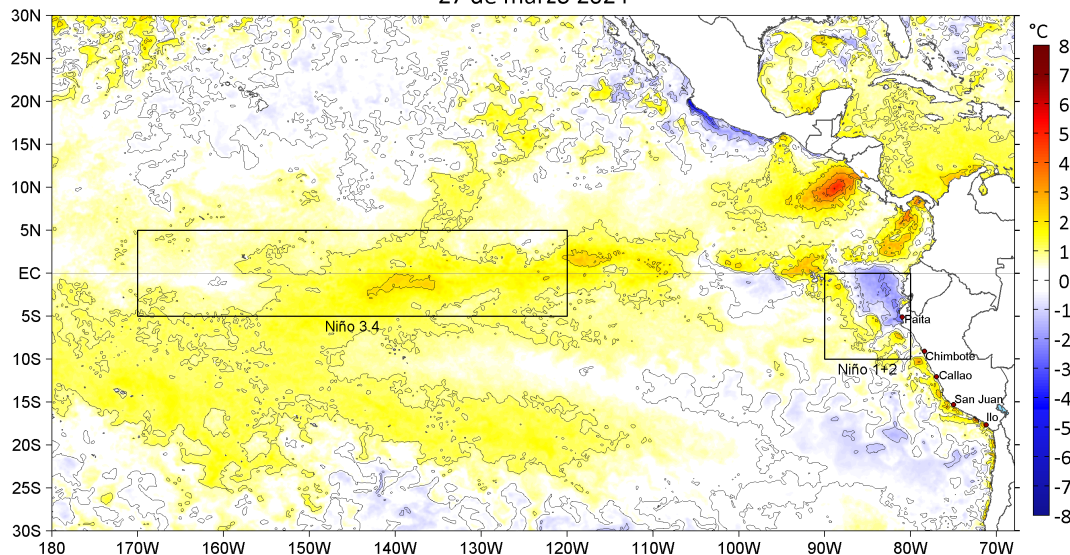 27 de marzo 2024
30N
25N
20N
15N
10N
5N
EC
5S
10S
15S
20S
25S
30S
180
170W
160W
150W
140W
130W
120W
110W
100W
90W
80W
70W
Niño 3.4
Niño 1+2
Paita
Chimbote
Callao
San Juan
Ilo
°C
8
7
6
5
4
3
2
1
0
-1
-2
-3
-4
-5
-6
-7
-8